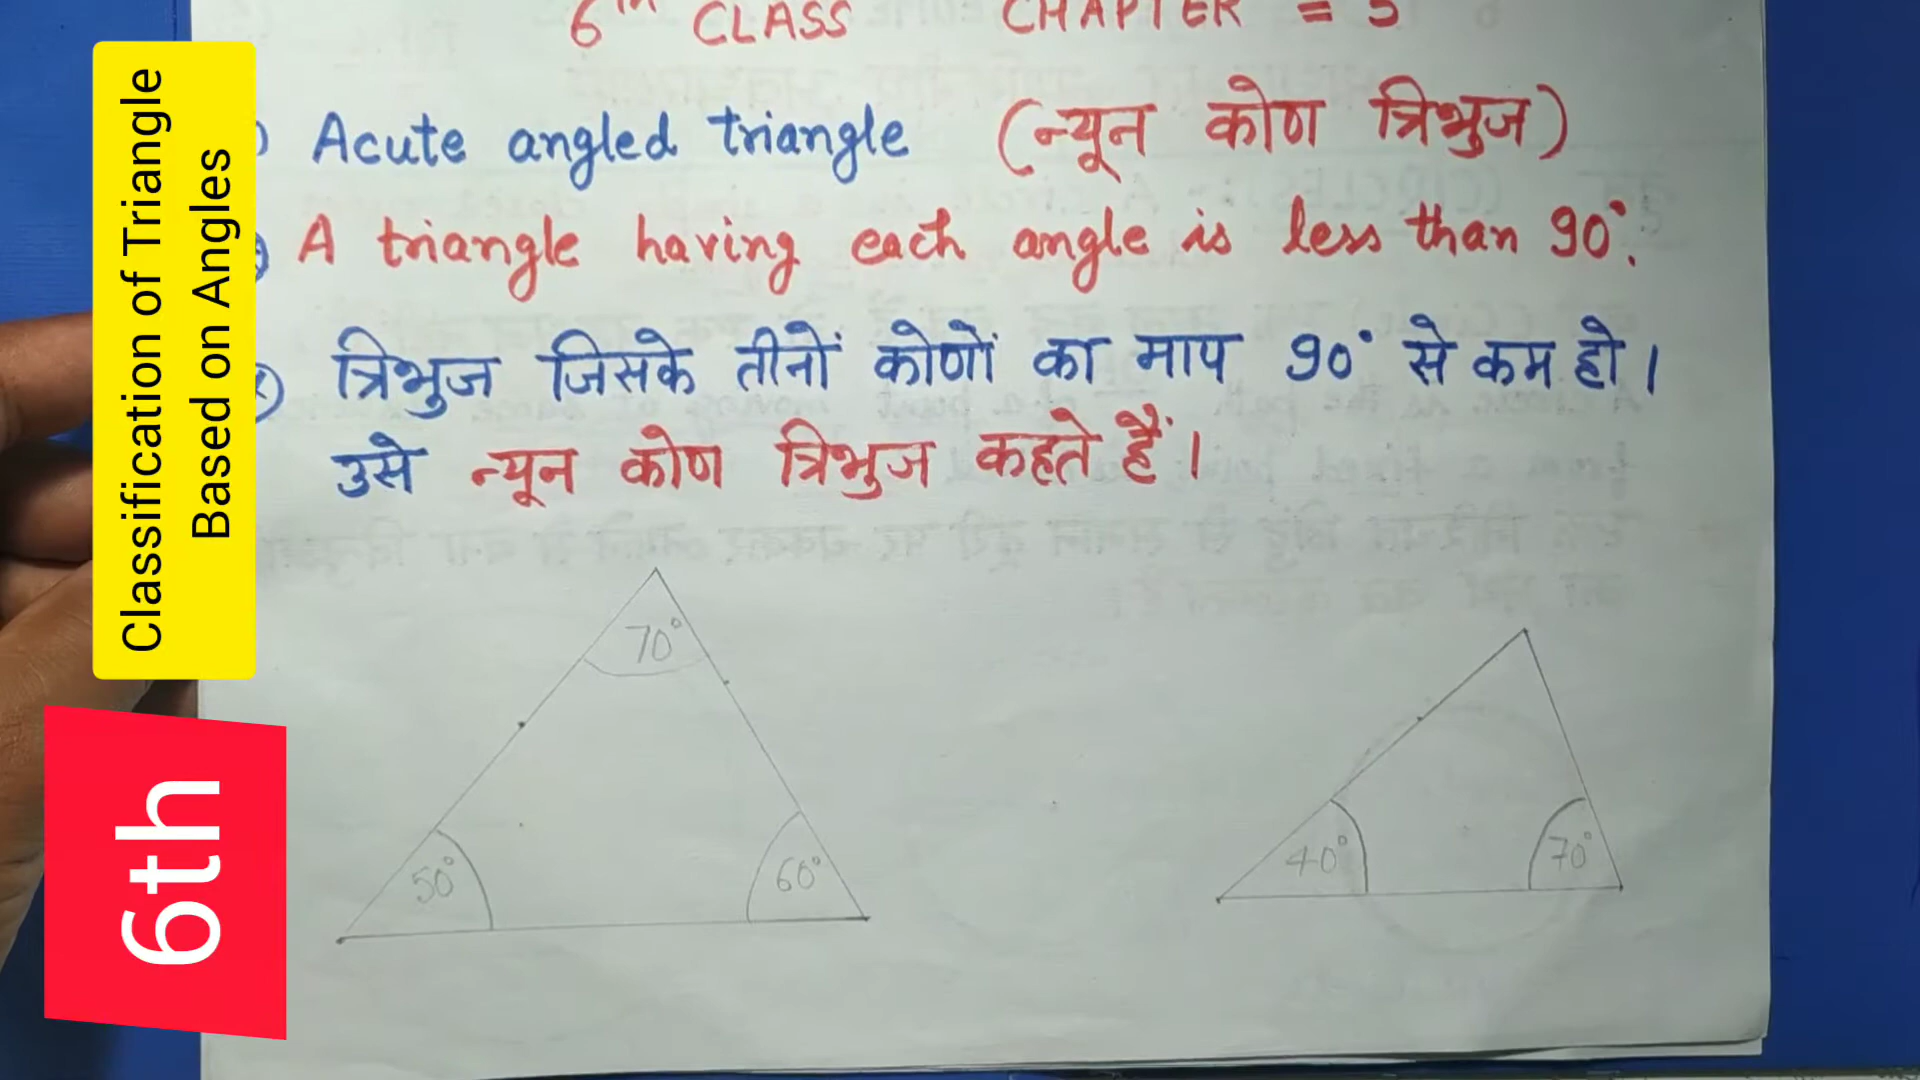 6th CLASS CHAPTER = 5
Acute angled triangle (न्यून कोण त्रिभुज)
A triangle having each angle is less than 90°.
त्रिभुज जिसके तीनों कोणों का माप 90° से कम हो।
उसे न्यून कोण त्रिभुज कहते हैं।
70°
50°
60°
40°
70°
Classification of Triangle
Based on Angles
6th